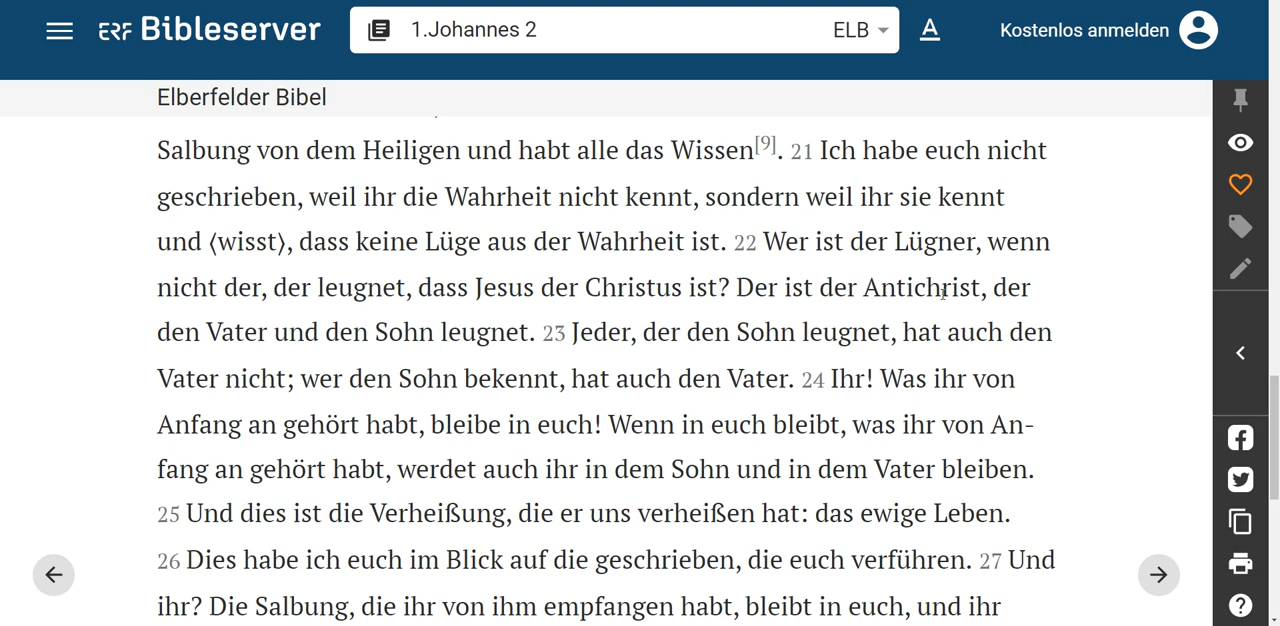 ERF Bibleserver
1.Johannes 2
ELB
A
Kostenlos anmelden
Elberfelder Bibel
Salbung von dem Heiligen und habt alle das Wissen[9]. 21 Ich habe euch nicht
geschrieben, weil ihr die Wahrheit nicht kennt, sondern weil ihr sie kennt
und ⟨wisst⟩, dass keine Lüge aus der Wahrheit ist. 22 Wer ist der Lügner, wenn
nicht der, der leugnet, dass Jesus der Christus ist? Der ist der Antichrist, der
den Vater und den Sohn leugnet. 23 Jeder, der den Sohn leugnet, hat auch den
Vater nicht; wer den Sohn bekennt, hat auch den Vater. 24 Ihr! Was ihr von
Anfang an gehört habt, bleibe in euch! Wenn in euch bleibt, was ihr von An-
fang an gehört habt, werdet auch ihr in dem Sohn und in dem Vater bleiben.
25 Und dies ist die Verheißung, die er uns verheißen hat: das ewige Leben.
26 Dies habe ich euch im Blick auf die geschrieben, die euch verführen. 27 Und
ihr? Die Salbung, die ihr von ihm empfangen habt, bleibt in euch, und ihr